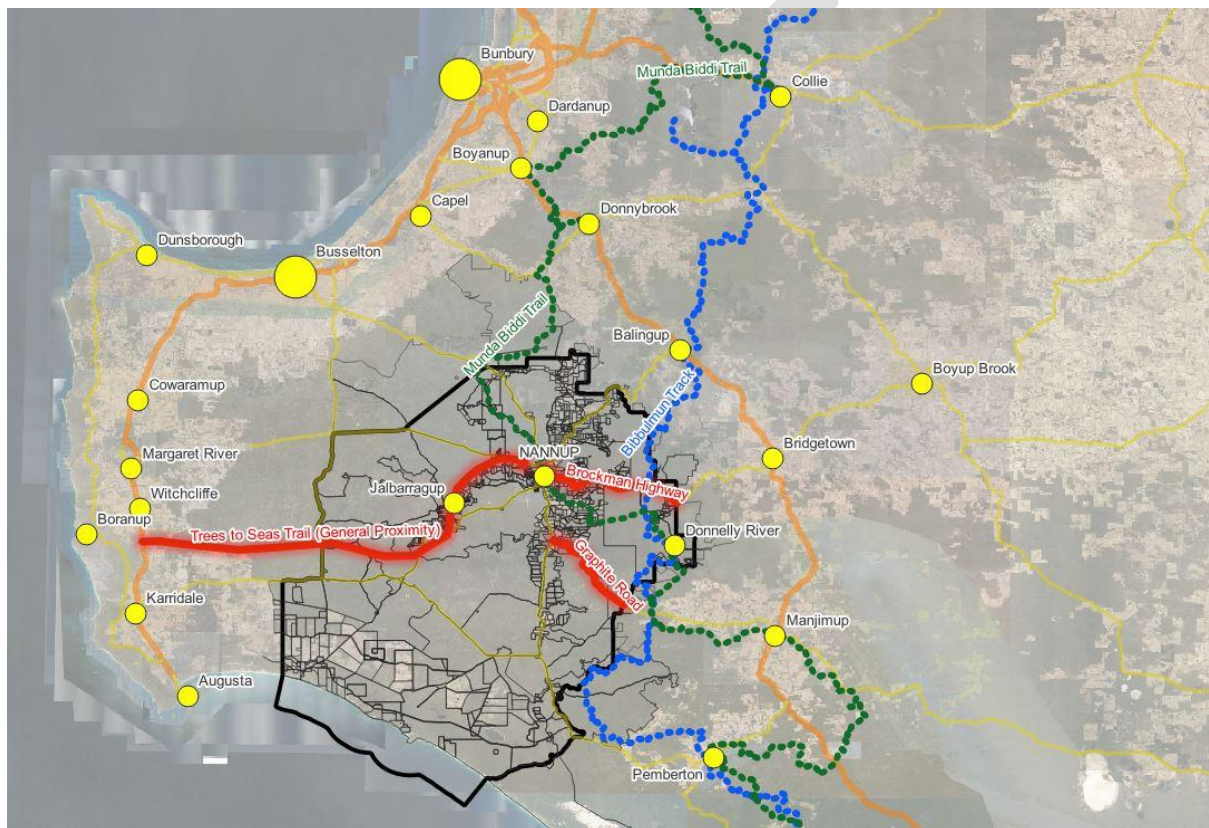 Bunbury
Munda Biddi Trail
Collie
Dardanup
Boyanup
Capel
Donnybrook
Dunsborough
Busselton
Munda Biddi Trail
Balingup
Boyup Brook
Cowaramup
Bibbulmun Track
Bridgetown
NANNUP
Margaret River
Brockman Highway
Jalbarragup
Witchcliffe
Boranup
Trees to Seas Trail (General Proximity)
Donnelly River
Graphite Road
Karridale
Manjimup
Augusta
Pemberton